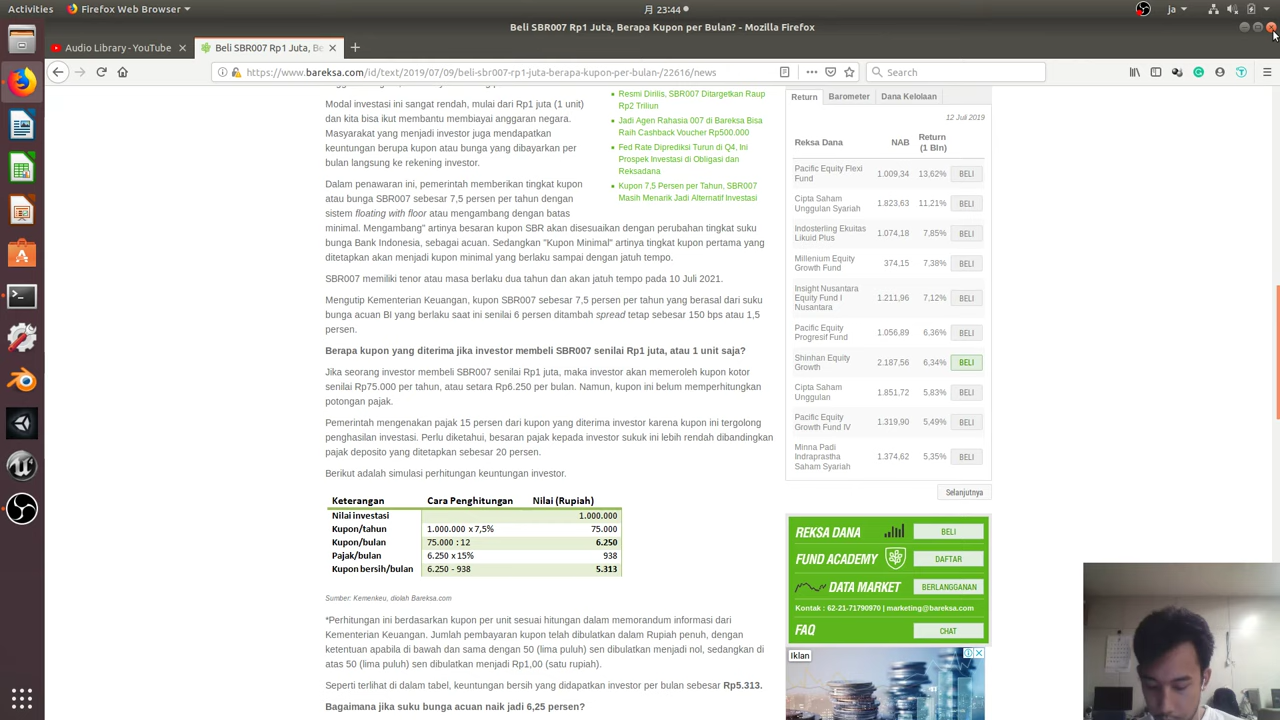 Firefox Web Browser
23:44
ja
Beli SBR007 Rp1 Juta, Berapa Kupon per Bulan? - Mozilla Firefox
Audio Library - YouTube
Beli SBR007 Rp1 Juta, Be
https://www.bareksa.com/id/text/2019/07/09/beli-sbr007-rp1-juta-berapa-kupon-per-bulan-/22616/news
Search
Modal investasi ini sangat rendah, mulai dari Rp1 juta (1 unit)
dan kita bisa ikut membantu membiayai anggaran negara.
Masyarakat yang menjadi investor juga mendapatkan
keuntungan berupa kupon atau bunga yang dibayarkan per
bulan langsung ke rekening investor.
Resmi Dirilis, SBR007 Ditargetkan Raup
Rp2 Triliun
Jadi Agen Rahasia 007 di Bareksa Bisa
Raih Cashback Voucher Rp500.000
Fed Rate Diprediksi Turun di Q4, Ini
Prospek Investasi di Obligasi dan
Reksadana
Kupon 7,5 Persen per Tahun, SBR007
Masih Menarik Jadi Alternatif Investasi
Dalam penawaran ini, pemerintah memberikan tingkat kupon
atau bunga SBR007 sebesar 7,5 persen per tahun dengan
sistem floating with floor atau mengambang dengan batas
minimal. Mengambang" artinya besaran kupon SBR akan disesuaikan dengan perubahan tingkat suku
bunga Bank Indonesia, sebagai acuan. Sedangkan "Kupon Minimal" artinya tingkat kupon pertama yang
ditetapkan akan menjadi kupon minimal yang berlaku sampai dengan jatuh tempo.
SBR007 memiliki tenor atau masa berlaku dua tahun dan akan jatuh tempo pada 10 Juli 2021.
Mengutip Kementerian Keuangan, kupon SBR007 sebesar 7,5 persen per tahun yang berasal dari suku
bunga acuan BI yang berlaku saat ini senilai 6 persen ditambah spread tetap sebesar 150 bps atau 1,5
persen.
Berapa kupon yang diterima jika investor membeli SBR007 senilai Rp1 juta, atau 1 unit saja?
Jika seorang investor membeli SBR007 senilai Rp1 juta, maka investor akan memeroleh kupon kotor
senilai Rp75.000 per tahun, atau setara Rp6.250 per bulan. Namun, kupon ini belum memperhitungkan
potongan pajak.
Pemerintah mengenakan pajak 15 persen dari kupon yang diterima investor karena kupon ini tergolong
penghasilan investasi. Perlu diketahui, besaran pajak kepada investor sukuk ini lebih rendah dibandingkan
pajak deposito yang ditetapkan sebesar 20 persen.
Berikut adalah simulasi perhitungan keuntungan investor.
Keterangan Cara Penghitungan Nilai (Rupiah)
Nilai investasi 1.000.000
Kupon/tahun 1.000.000 x 7,5% 75.000
Kupon/bulan 75.000 : 12 6.250
Pajak/bulan 6.250 x 15% 938
Kupon bersih/bulan 6.250 - 938 5.313
Sumber: Kemenkeu, diolah Bareksa.com
*Perhitungan ini berdasarkan kupon per unit sesuai hitungan dalam memorandum informasi dari
Kementerian Keuangan. Jumlah pembayaran kupon telah dibulatkan dalam Rupiah penuh, dengan
ketentuan apabila di bawah dan sama dengan 50 (lima puluh) sen dibulatkan menjadi nol, sedangkan di
atas 50 (lima puluh) sen dibulatkan menjadi Rp1,00 (satu rupiah).
Seperti terlihat di dalam tabel, keuntungan bersih yang didapatkan investor per bulan sebesar Rp5.313.
Bagaimana jika suku bunga acuan naik jadi 6,25 persen?
Return Barometer Dana Kelolaan
12 Juli 2019
Reksa Dana NAB Return (1 Bln)
Pacific Equity Flexi Fund 1.009,34 13,62% BELI
Cipta Saham Unggulan Syariah 1.823,63 11,21% BELI
Indosterling Ekuitas Likuid Plus 1.074,18 7,85% BELI
Millenium Equity Growth Fund 374,15 7,38% BELI
Insight Nusantara Equity Fund I Nusantara 1.211,96 7,12% BELI
Pacific Equity Progresif Fund 1.056,89 6,36% BELI
Shinhan Equity Growth 2.187,56 6,34% BELI
Cipta Saham Unggulan 1.851,72 5,83% BELI
Pacific Equity Growth Fund IV 1.319,90 5,49% BELI
Minna Padi Indraprastha Saham Syariah 1.374,62 5,35% BELI
Selanjutnya
REKSA DANA BELI
FUND ACADEMY DAFTAR
DATA MARKET BERLANGGANAN
Kontak : 62-21-71790970 | marketing@bareksa.com
FAQ CHAT
Iklan